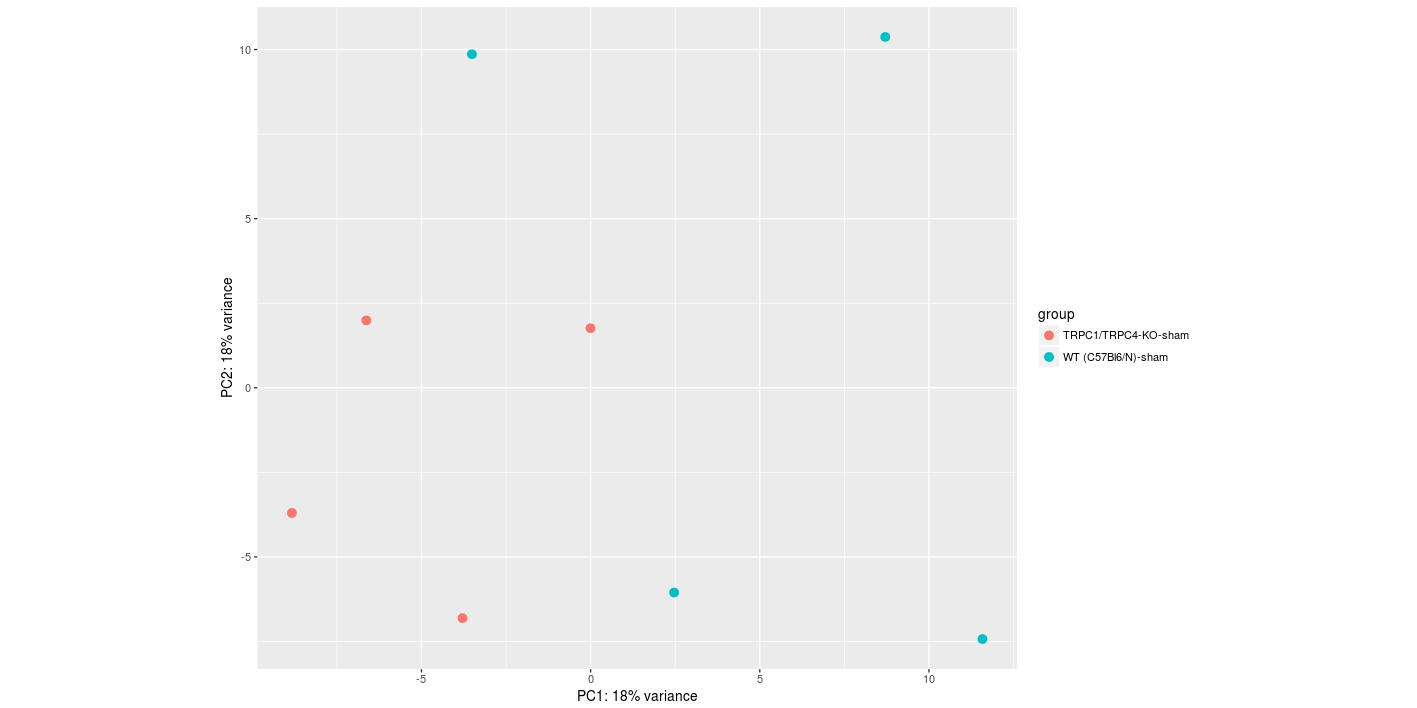 10
5
0
-5
PC2: 18% variance
-5
0
5
10
PC1: 18% variance
group
TRPC1/TRPC4-KO-sham
WT (C57Bl6/N)-sham